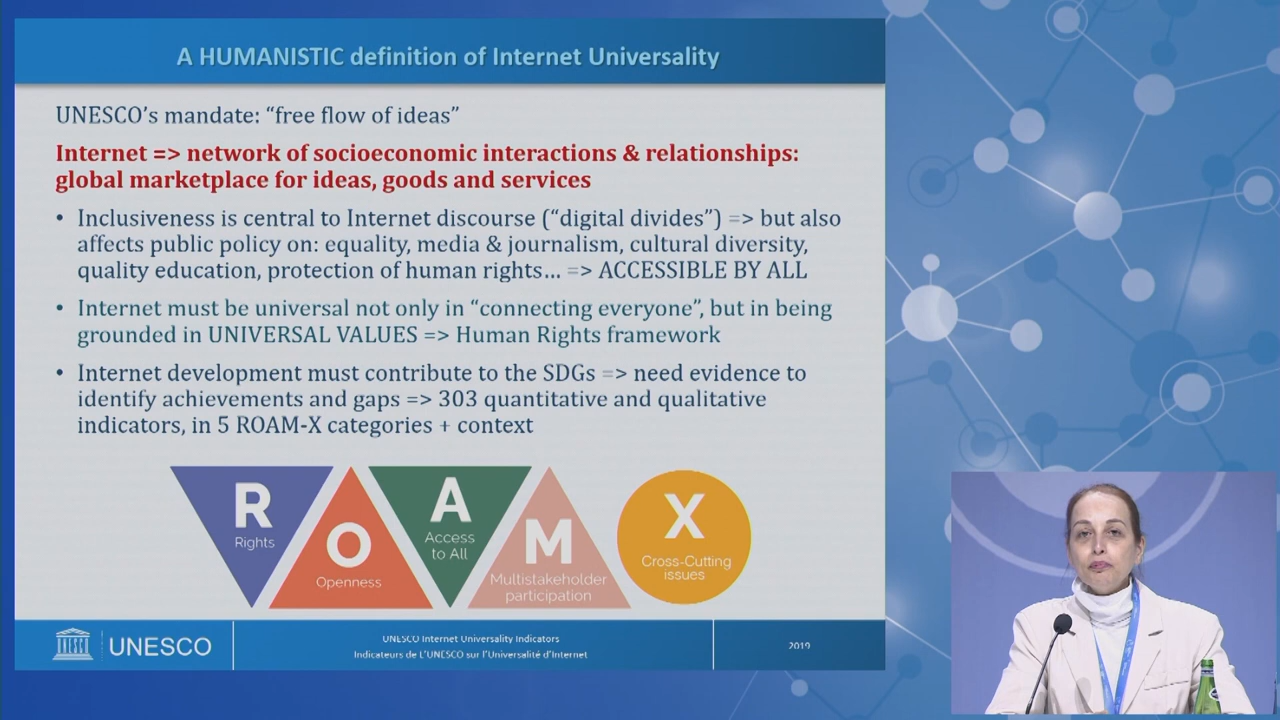 A HUMANISTIC definition of Internet Universality
UNESCO's mandate: “free flow of ideas”
Internet => network of socioeconomic interactions & relationships:
global marketplace for ideas, goods and services
• Inclusiveness is central to Internet discourse (“digital divides”) => but also
affects public policy on: equality, media & journalism, cultural diversity,
quality education, protection of human rights... => ACCESSIBLE BY ALL
• Internet must be universal not only in “connecting everyone”, but in being
grounded in UNIVERSAL VALUES => Human Rights framework
• Internet development must contribute to the SDGs => need evidence to
identify achievements and gaps => 303 quantitative and qualitative
indicators, in 5 ROAM-X categories + context
R
Rights
O
Openness
A
Access
to All
M
Multistakeholder
participation
X
Cross-Cutting
issues
UNESCO
UNESCO
UNESCO Internet Universality Indicators
Indicateurs de L'UNESCO sur l'Universalité d'Internet
2019